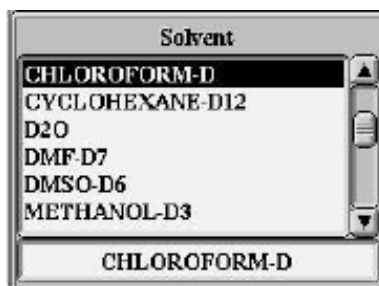 Solvent
CHLOROFORM-D
CYCLOHEXANE-D12
D2O
DMF-D7
DMSO-D6
METHANOL-D3
CHLOROFORM-D